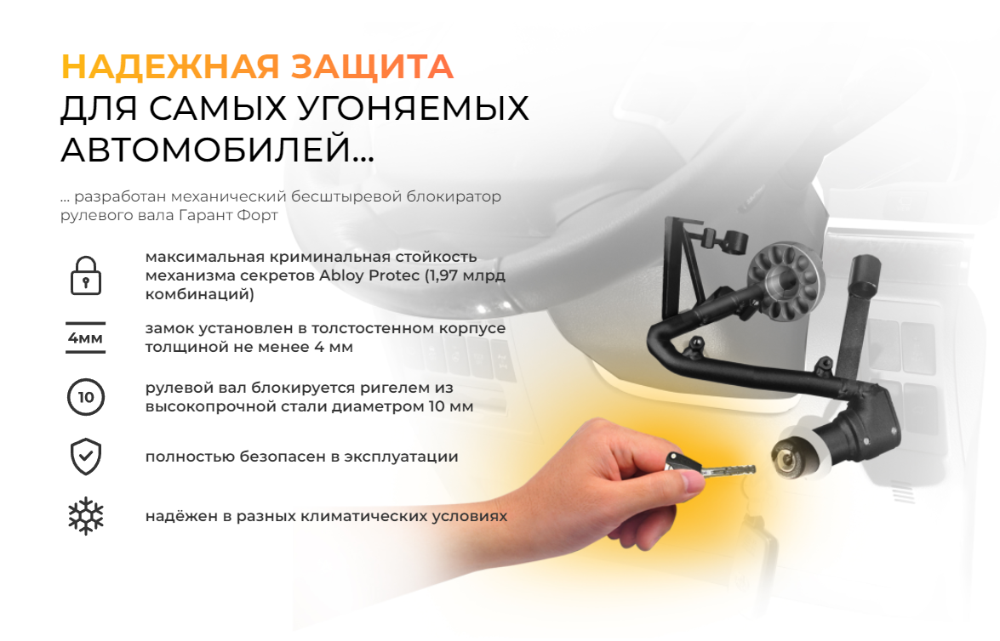 НАДЕЖНАЯ ЗАЩИТА
ДЛЯ САМЫХ УГОНЯЕМЫХ
АВТОМОБИЛЕЙ...
... разработан механический бесштыревой блокиратор
рулевого вала Гарант Форт
максимальная криминальная стойкость
механизма секретов Abloy Protec (1,97 млрд
комбинаций)
4мм
замок установлен в толстостенном корпусе
толщиной не менее 4 мм
10
рулевой вал блокируется ригелем из
высокопрочной стали диаметром 10 мм
полностью безопасен в эксплуатации
надёжен в разных климатических условиях